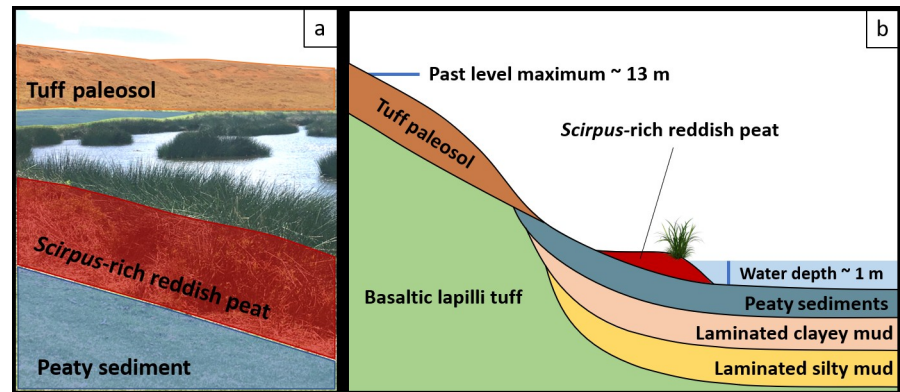 a
Tuff paleosol
Scirpus-rich reddish peat
Peaty sediment
b
Past level maximum ~ 13 m
Tuff paleosol
Scirpus-rich reddish peat
Basaltic lapilli tuff
Water depth ~ 1 m
Peaty sediments
Laminated clayey mud
Laminated silty mud